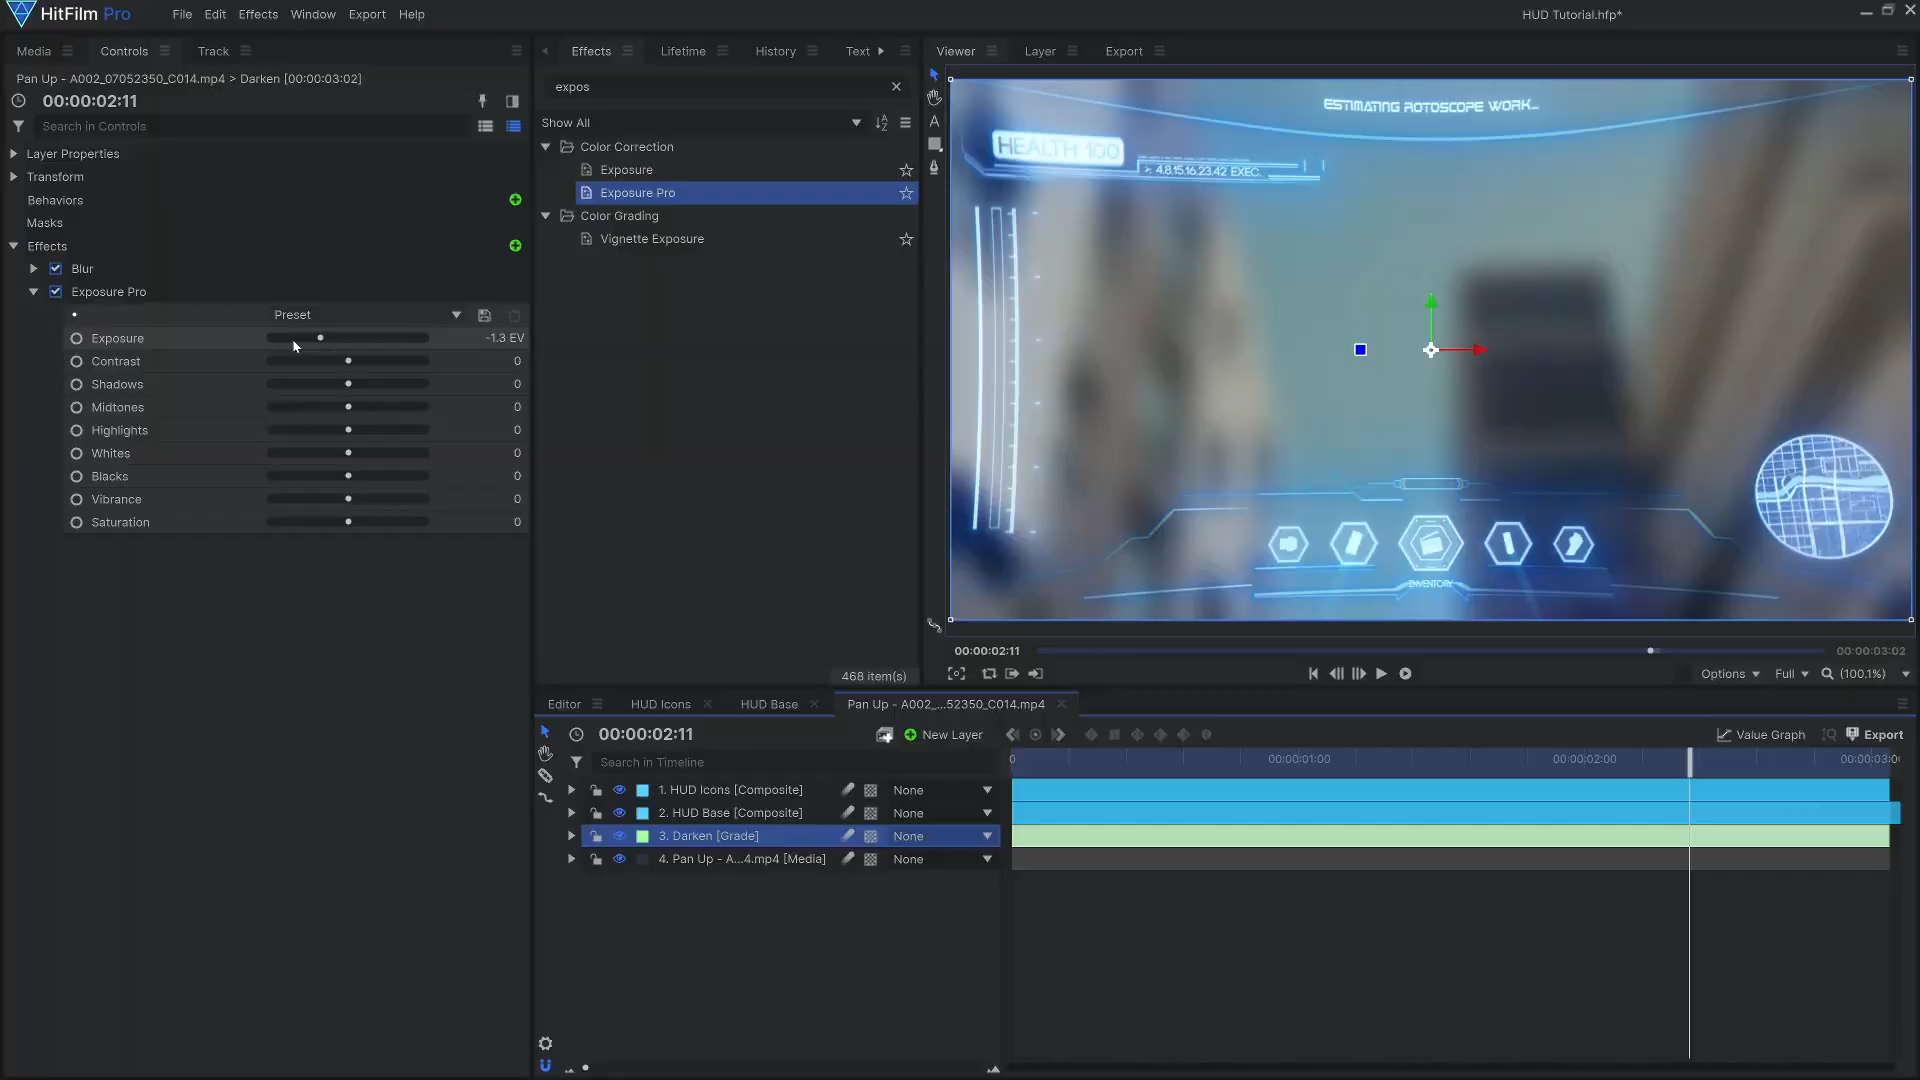 HitFilm Pro
File Edit Effects Window Export Help
HUD Tutorial.hfp*
Media Controls Track
Pan Up - A002_07052350_C014.mp4 > Darken [00:00:03:02]
00:00:02:11
Search in Controls
Layer Properties
Transform
Behaviors
Masks
Effects
Blur
Exposure Pro
Preset
Exposure -1.3 EV
Contrast 0
Shadows 0
Midtones 0
Highlights 0
Whites 0
Blacks 0
Vibrance 0
Saturation 0
Effects Lifetime History Text
expos
Show All
Color Correction
Exposure
Exposure Pro
Color Grading
Vignette Exposure
468 item(s)
Viewer Layer Export
ESTIMATING ROTOSCOPE WORK...
HEALTH 100
>: 4.8.15.16.23.42 EXEC.
INVENTORY
00:00:02:11
00:00:03:02
Options Full (100.1%)
Editor HUD Icons HUD Base Pan Up - A002_...52350_C014.mp4
00:00:02:11 New Layer Value Graph Export
Search in Timeline
0 00:00:01:00 00:00:02:00 00:00:03:0
1. HUD Icons [Composite] None
2. HUD Base [Composite] None
3. Darken [Grade] None
4. Pan Up - A...4.mp4 [Media] None